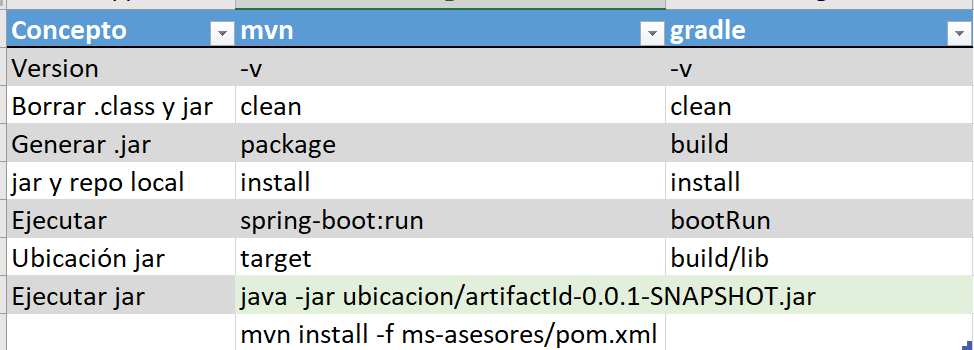 Concepto mvn gradle
Version -v -v
Borrar .class y jar clean clean
Generar .jar package build
jar y repo local install install
Ejecutar spring-boot:run bootRun
Ubicación jar target build/lib
Ejecutar jar java -jar ubicacion/artifactId-0.0.1-SNAPSHOT.jar
mvn install -f ms-asesores/pom.xml